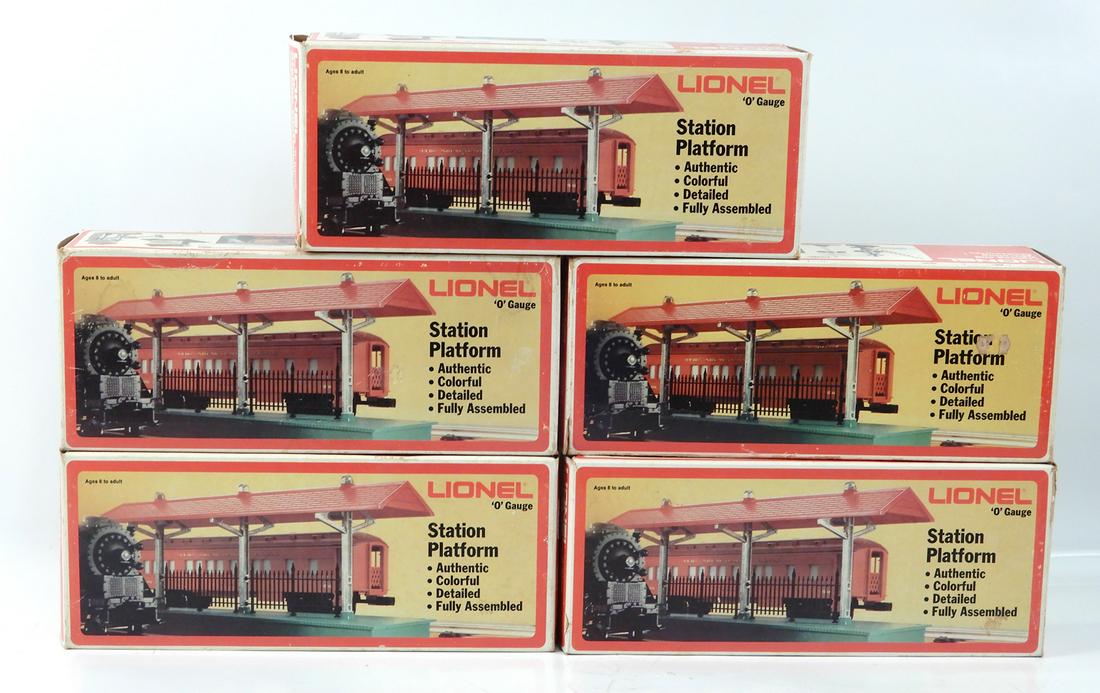 Ages 8 to adult
LIONEL
'O' Gauge
Station
Platform
• Authentic
• Colorful
• Detailed
• Fully Assembled
Ages 8 to adult
LIONEL
'O' Gauge
Station
Platform
• Authentic
• Colorful
• Detailed
• Fully Assembled
Ages 8 to adult
LIONEL
'O' Gauge
Station
Platform
• Authentic
• Colorful
• Detailed
• Fully Assembled
Ages 8 to adult
LIONEL
'O' Gauge
Station
Platform
• Authentic
• Colorful
• Detailed
• Fully Assembled
Ages 8 to adult
LIONEL
'O' Gauge
Station
Platform
• Authentic
• Colorful
• Detailed
• Fully Assembled